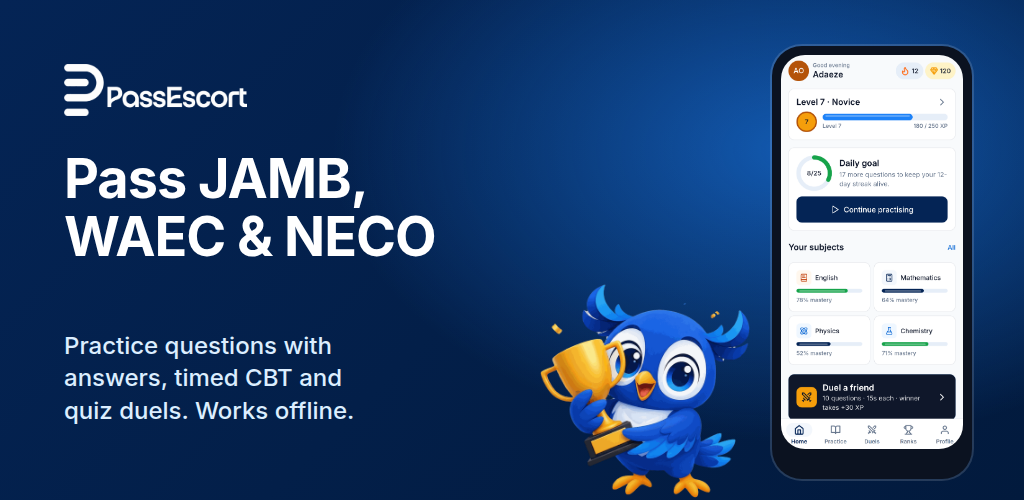 PassEscort
Pass JAMB,
WAEC & NECO
Practice questions with
answers, timed CBT and
quiz duels. Works offline.
AO
Good evening
Adaeze
12
120
Level 7 · Novice
7
Level 7
180 / 250 XP
8/25
Daily goal
17 more questions to keep your 12-
day streak alive.
Continue practising
Your subjects
All
English
78% mastery
Mathematics
64% mastery
Physics
52% mastery
Chemistry
71% mastery
Duel a friend
10 questions · 15s each · winner
takes +30 XP
Home
Practice
Duels
Ranks
Profile